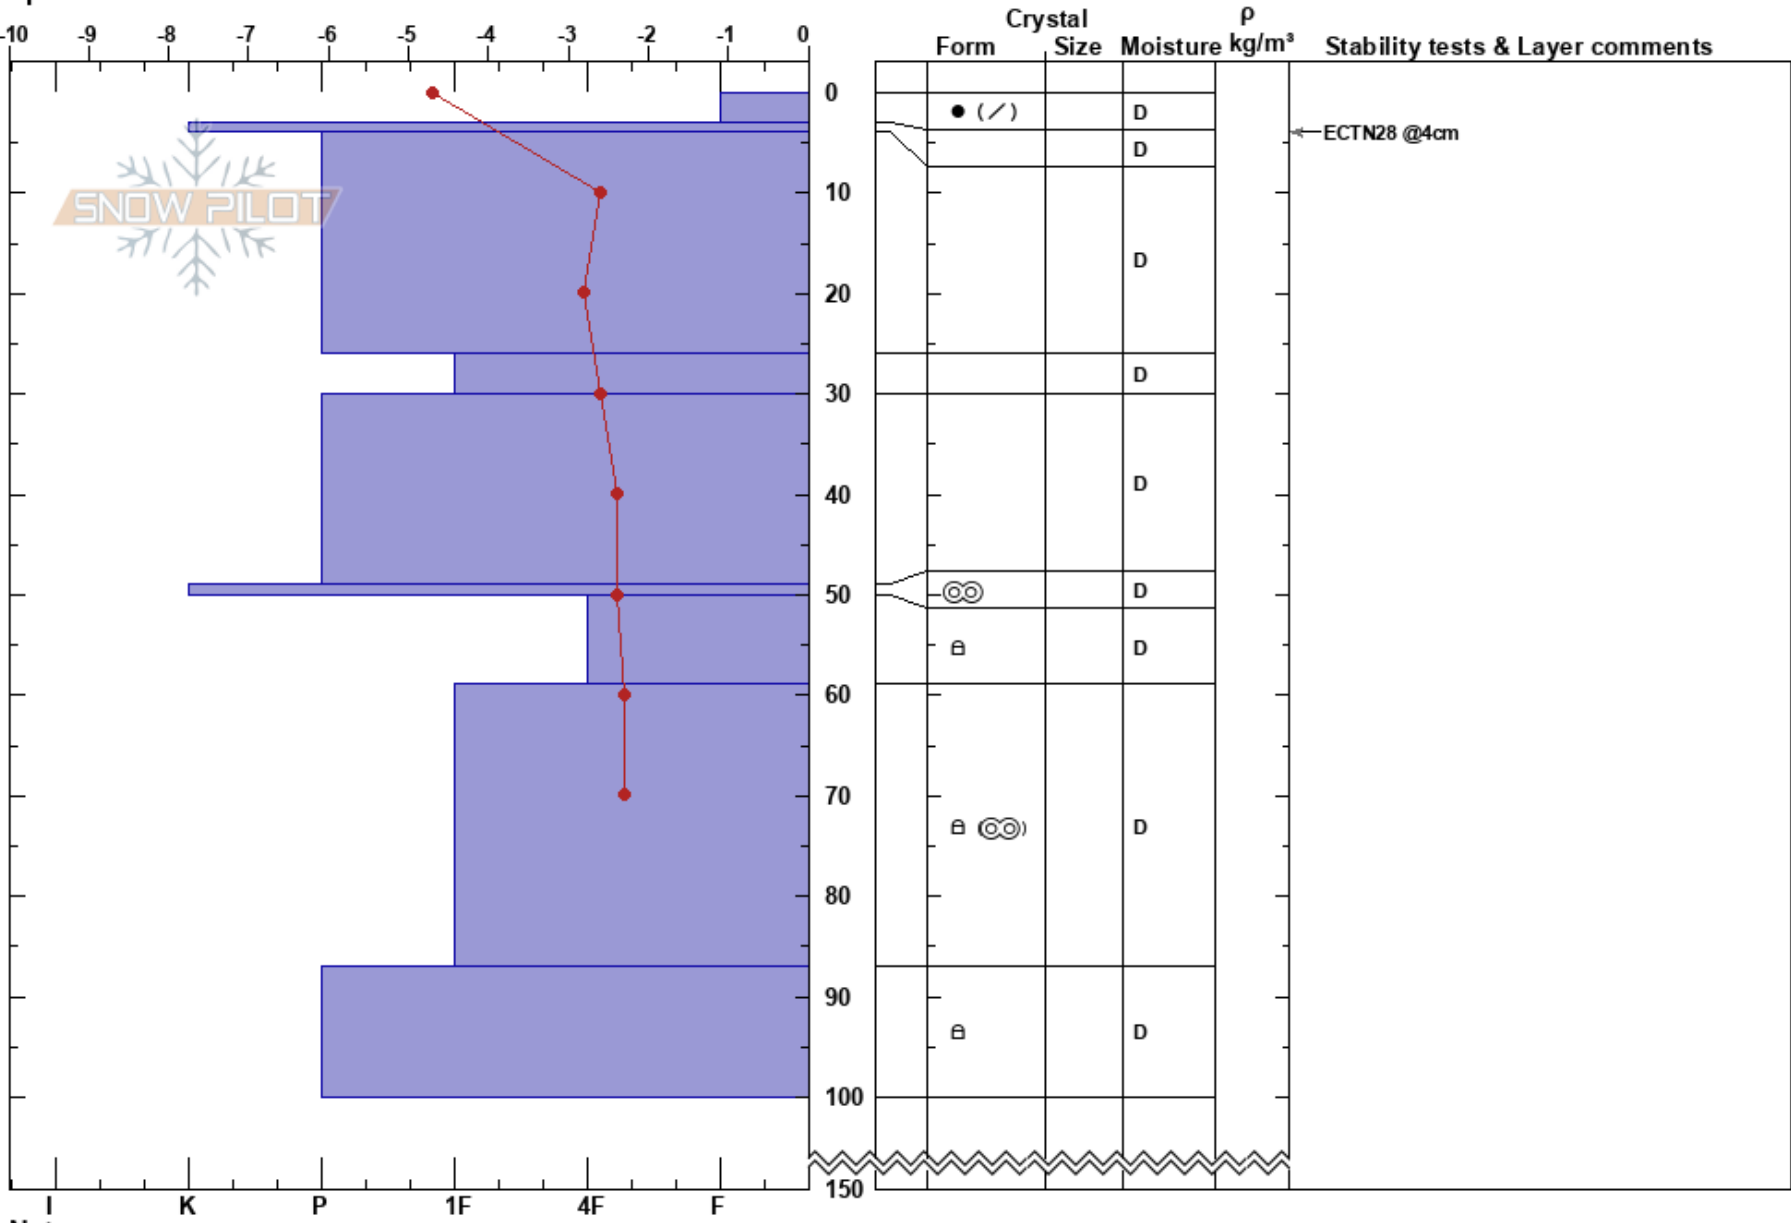 Crystal ρ
-10 -9 -8 -7 -6 -5 -4 -3 -2 -1 0 Form Size Moisture kg/m³ Stability tests & Layer comments
0
D
ECTN28 @4cm
D
10
SNOW PILOT
D
20
D
30
D
40
50 D
D
60
70
D
80
90
D
100
150
I K P 1F 4F F